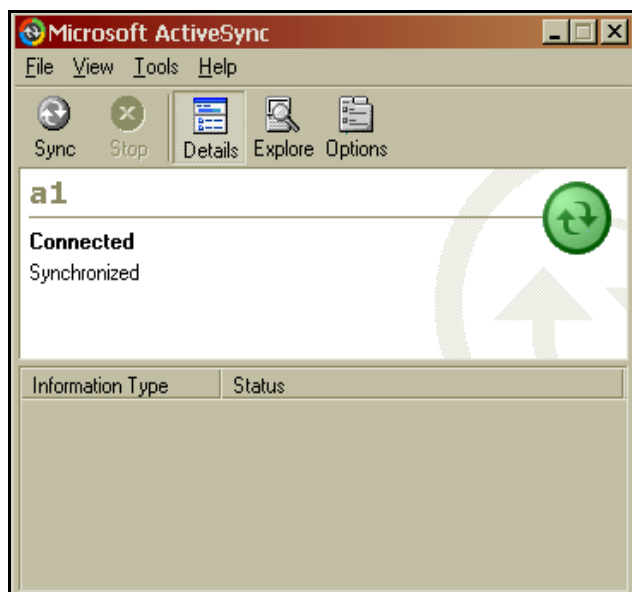 Microsoft ActiveSync
File View Tools Help
Sync Stop Details Explore Options
a1
Connected
Synchronized
Information Type Status